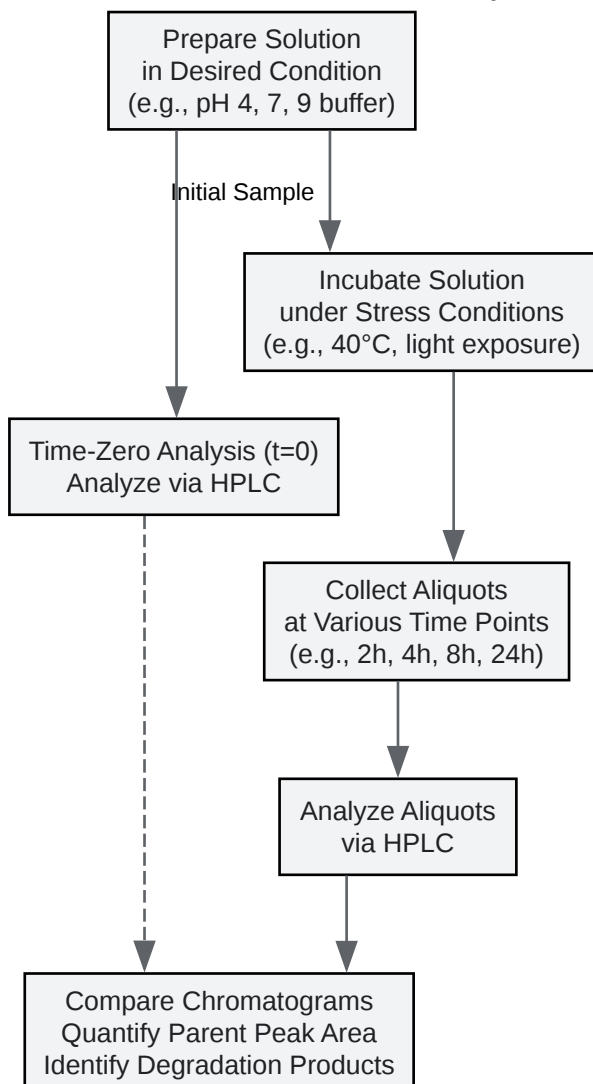 Prepare Solution
in Desired Condition
(e.g., pH 4, 7, 9 buffer)
Initial Sample
Incubate Solution
under Stress Conditions
(e.g., 40°C, light exposure)
Time-Zero Analysis (t=0)
Analyze via HPLC
Collect Aliquots
at Various Time Points
(e.g., 2h, 4h, 8h, 24h)
Analyze Aliquots
via HPLC
Compare Chromatograms
Quantify Parent Peak Area
Identify Degradation Products